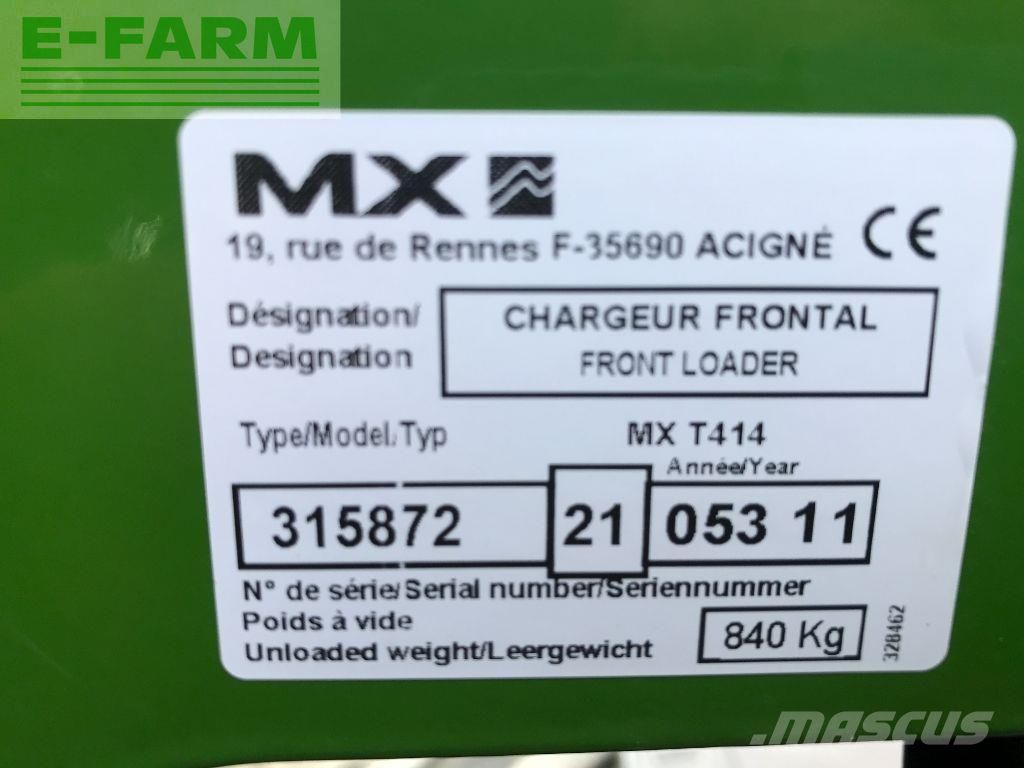 E-FARM
MX
19, rue de Rennes F-35690 ACIGNÉ CE
Désignation/
Designation
CHARGEUR FRONTAL
FRONT LOADER
Type/Model/Typ MX T414
Année/Year
315872 21 053 11
N° de série/Serial number/Seriennummer
Poids à vide
Unloaded weight/Leergewicht
840 Kg
328462
MASCUS